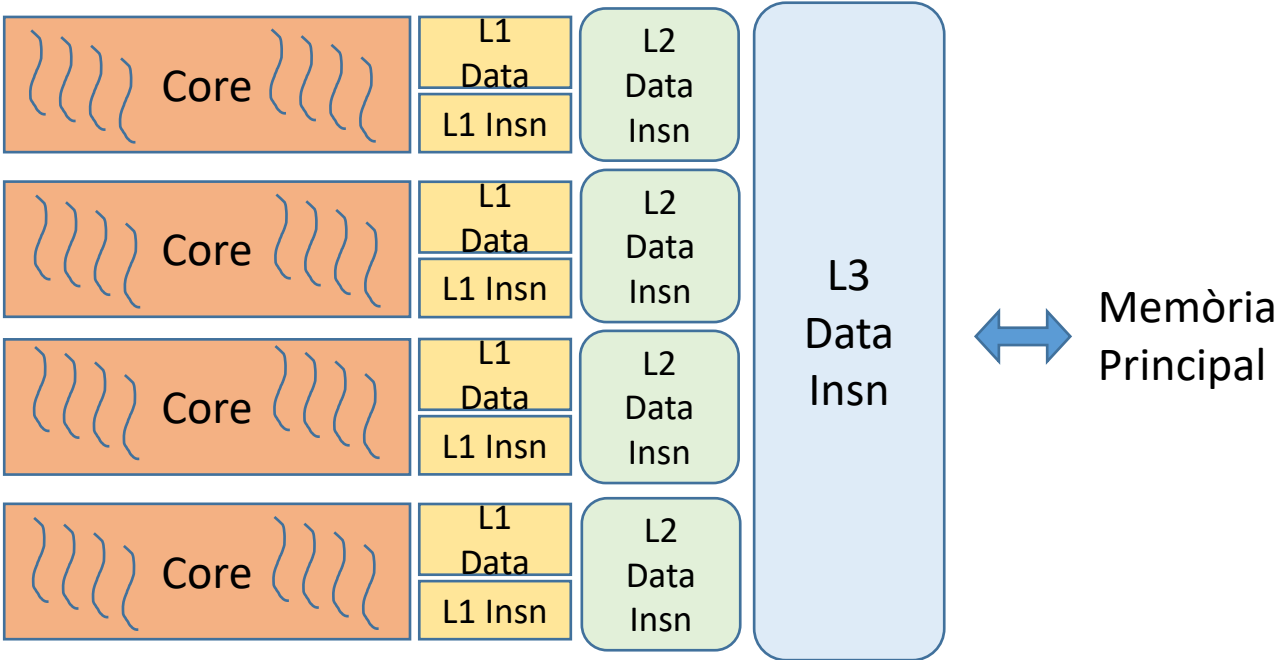 Core
L1
Data
L1 Insn
L2
Data
Insn
Core
L1
Data
L1 Insn
L2
Data
Insn
Core
L1
Data
L1 Insn
L2
Data
Insn
Core
L1
Data
L1 Insn
L2
Data
Insn
L3
Data
Insn
Memòria
Principal